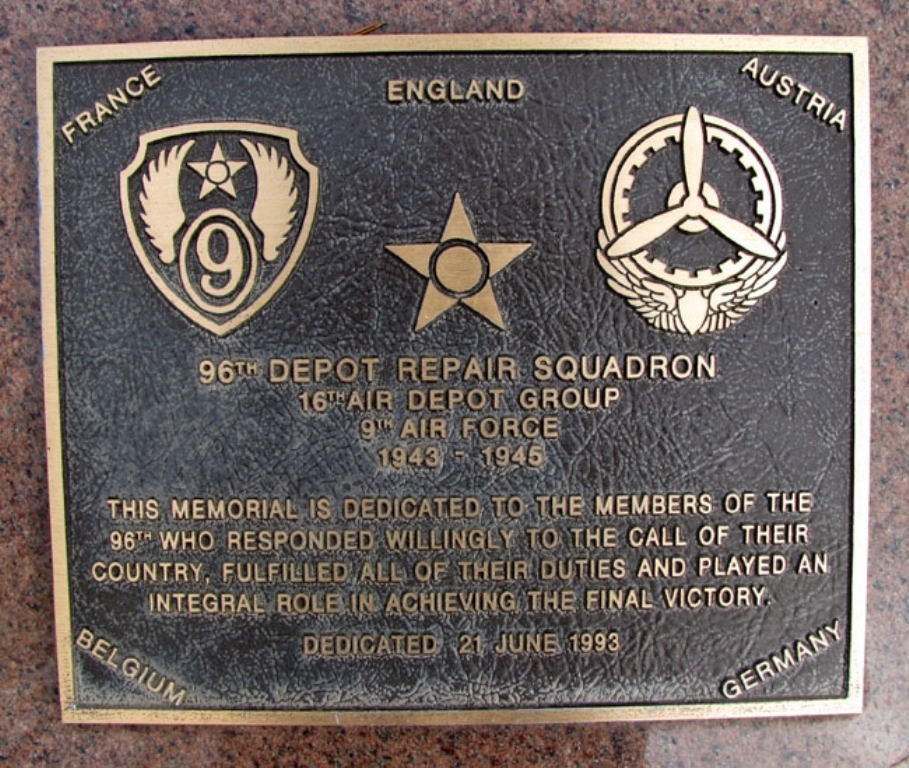 FRANCE
ENGLAND
AUSTRIA
9
96TH DEPOT REPAIR SQUADRON
16TH AIR DEPOT GROUP
9TH AIR FORCE
1943 - 1945
THIS MEMORIAL IS DEDICATED TO THE MEMBERS OF THE
96TH WHO RESPONDED WILLINGLY TO THE CALL OF THEIR
COUNTRY, FULFILLED ALL OF THEIR DUTIES AND PLAYED AN
INTEGRAL ROLE IN ACHIEVING THE FINAL VICTORY.
DEDICATED 21 JUNE 1993
BELGIUM
GERMANY